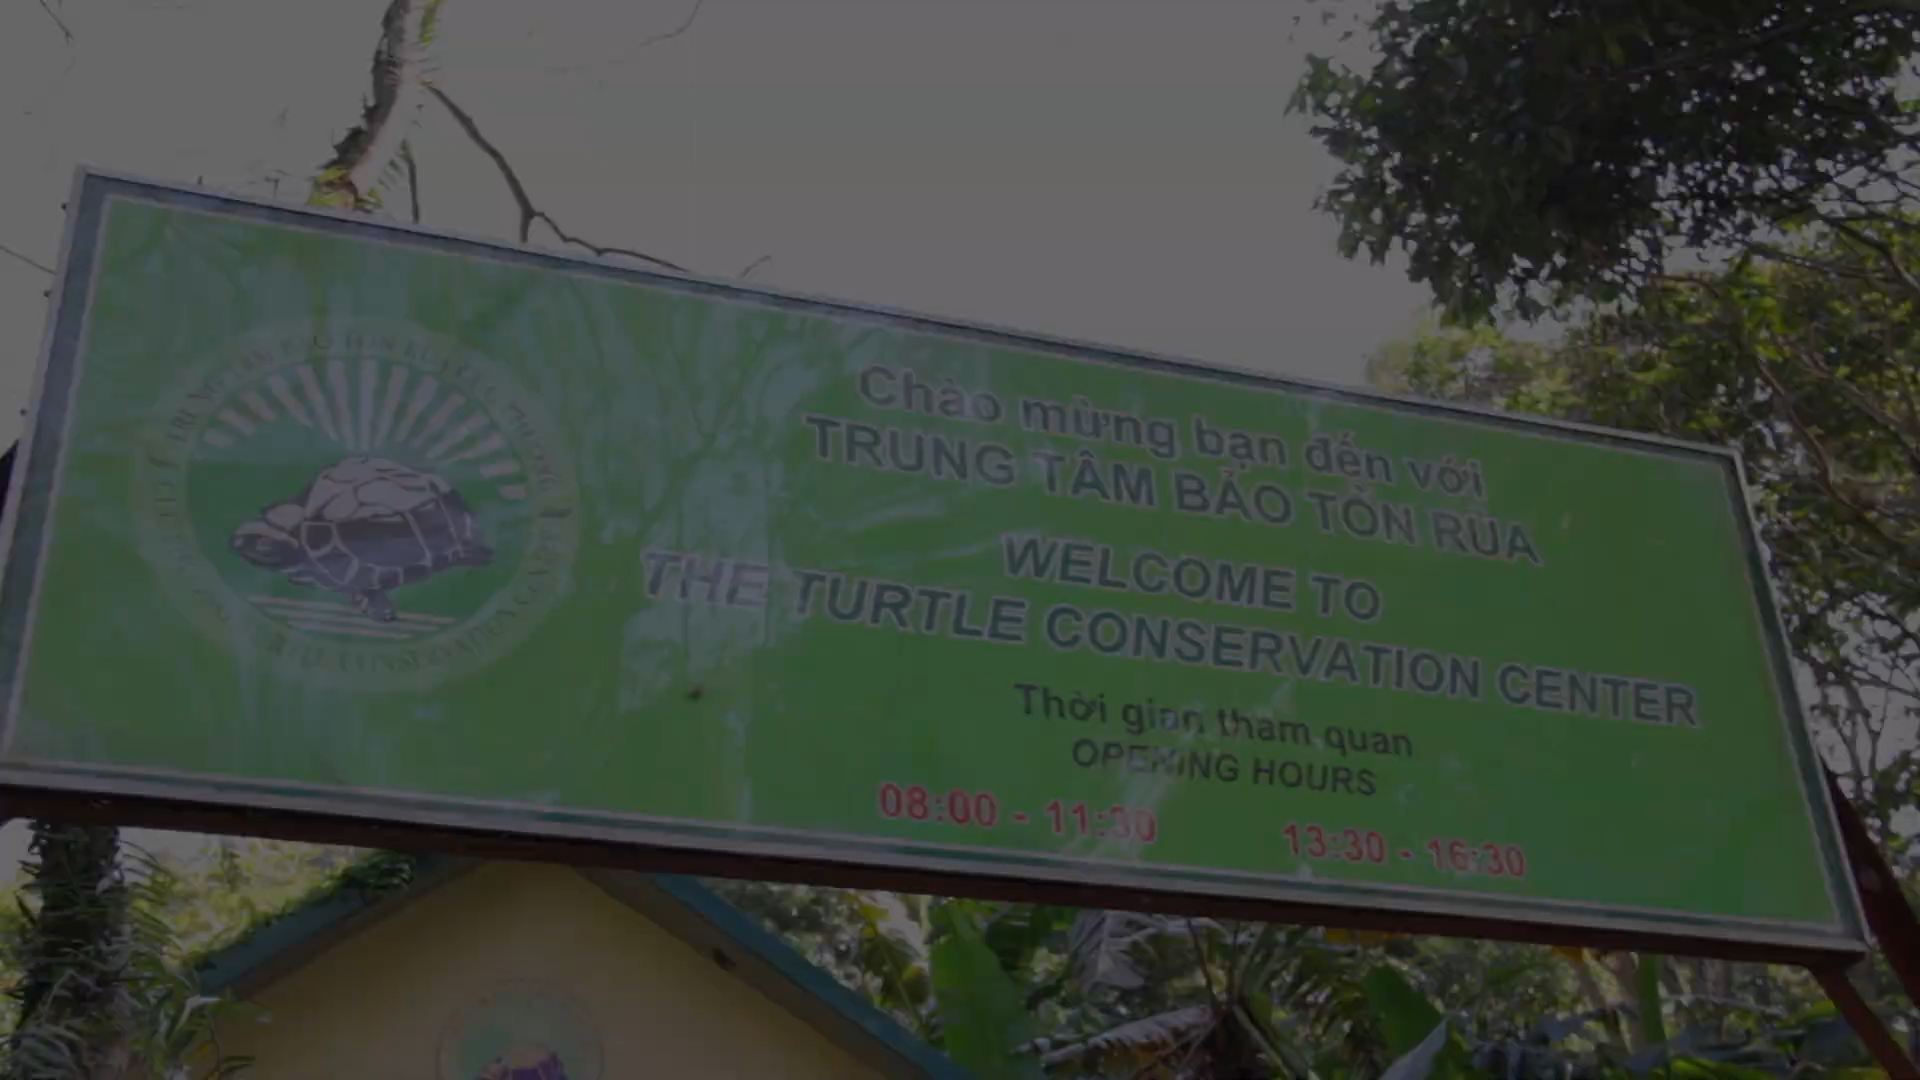 Chào mừng bạn đến với
TRUNG TÂM BẢO TỒN RÙA
WELCOME TO
THE TURTLE CONSERVATION CENTER
Thời gian tham quan
OPENING HOURS
08:00 - 11:30 13:30 - 16:30